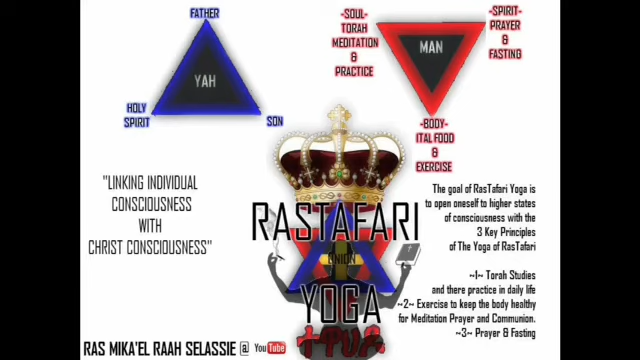 FATHER
YAH
HOLY
SPIRIT
SON
-SOUL-
TORAH
MEDITATION
&
PRACTICE
-SPIRIT-
PRAYER
&
FASTING
MAN
-BODY-
ITAL FOOD
&
EXERCISE
"LINKING INDIVIDUAL
CONSCIOUSNESS
WITH
CHRIST CONSCIOUSNESS"
RASTAFARI
UNION
YOGA
The goal of RasTafari Yoga is
to open oneself to higher states
of consciousness with the
3 Key Principles
of The Yoga of RasTafari
~1~ Torah Studies
and there practice in daily life
~2~ Exercise to keep the body healthy
for Meditation Prayer and Communion.
~3~ Prayer & Fasting
RAS MIKA'EL RAAH SELASSIE @ YouTube